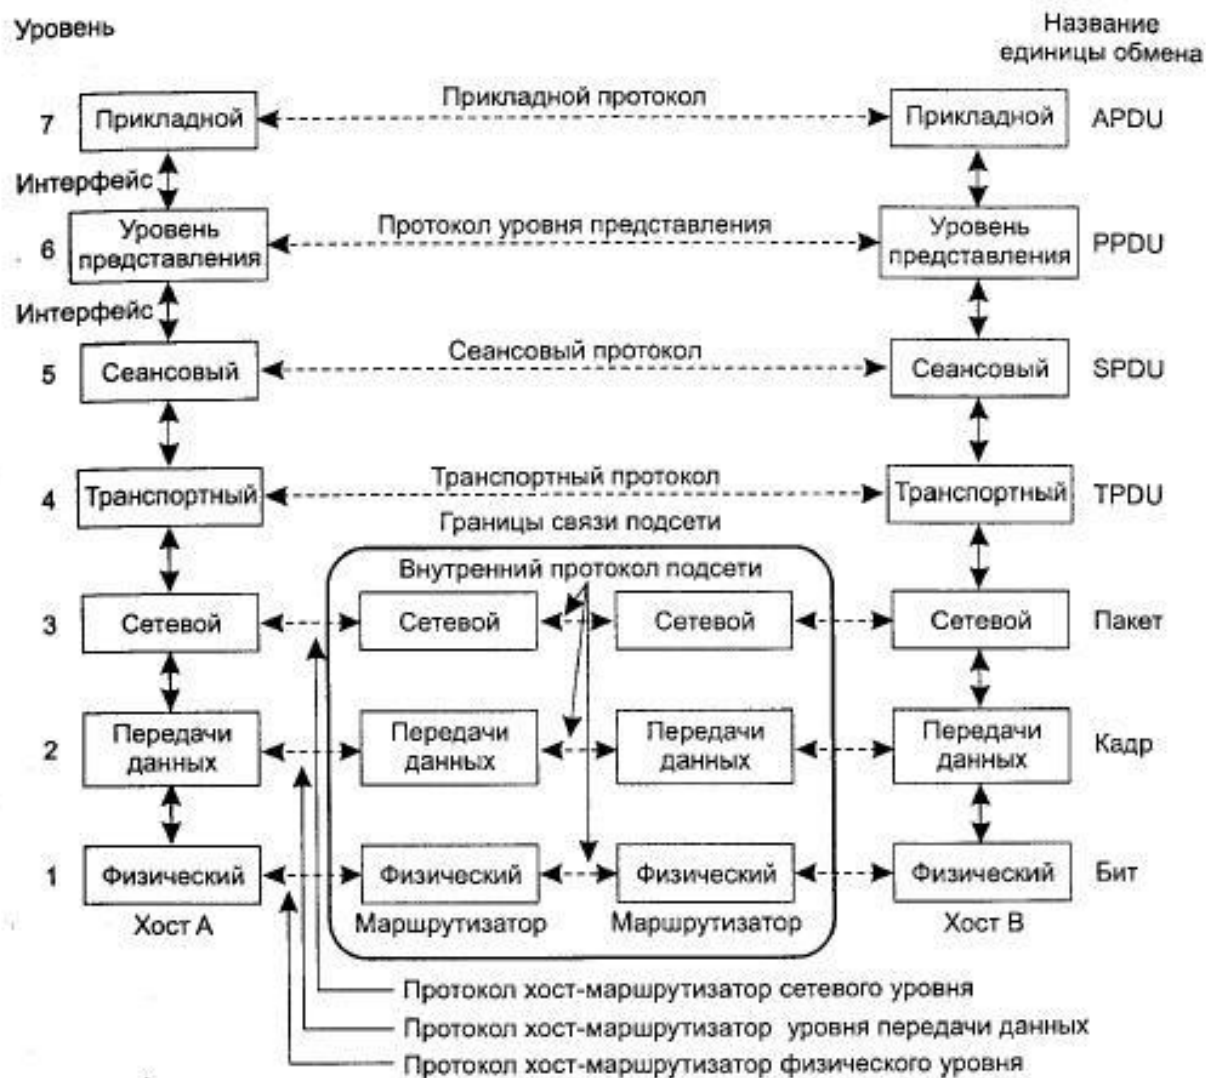 Уровень
Название
единицы обмена
Прикладной протокол
7
Прикладной
Прикладной
APDU
Интерфейс
Протокол уровня представления
6
Уровень
представления
Уровень
представления
PPDU
Интерфейс
Сеансовый протокол
5
Сеансовый
Сеансовый
SPDU
Транспортный протокол
4
Транспортный
Транспортный
TPDU
Границы связи подсети
Внутренний протокол подсети
3
Сетевой
Сетевой
Сетевой
Сетевой
Пакет
2
Передачи
данных
Передачи
данных
Передачи
данных
Передачи
данных
Кадр
1
Физический
Физический
Физический
Физический
Бит
Хост А
Маршрутизатор
Маршрутизатор
Хост В
Протокол хост-маршрутизатор сетевого уровня
Протокол хост-маршрутизатор уровня передачи данных
Протокол хост-маршрутизатор физического уровня